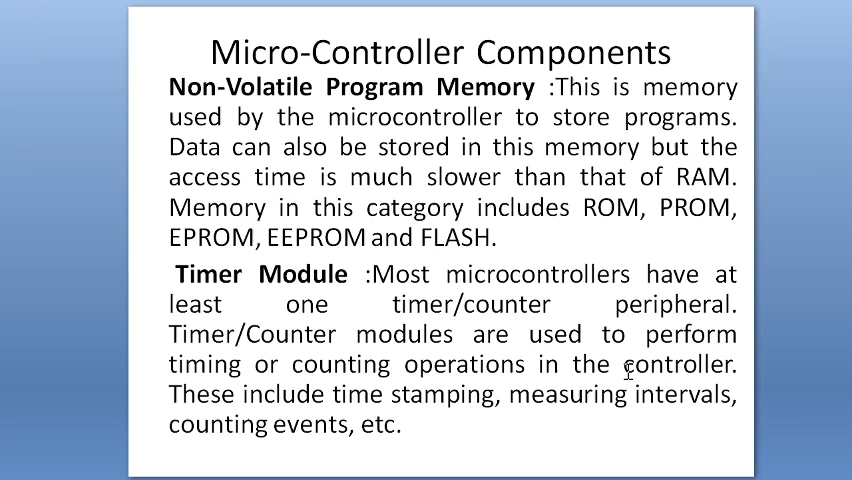 Micro-Controller Components
Non-Volatile Program Memory :This is memory
used by the microcontroller to store programs.
Data can also be stored in this memory but the
access time is much slower than that of RAM.
Memory in this category includes ROM, PROM,
EPROM, EEPROM and FLASH.
Timer Module :Most microcontrollers have at
least one timer/counter peripheral.
Timer/Counter modules are used to perform
timing or counting operations in the controller.
These include time stamping, measuring intervals,
counting events, etc.